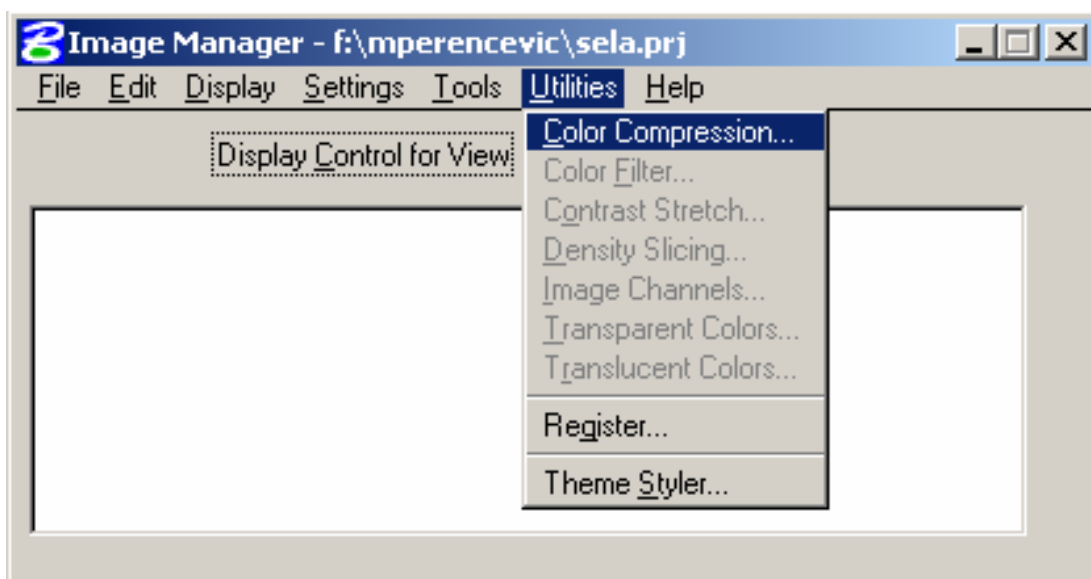 Image Manager - f:\mperencevic\sela.prj
File Edit Display Settings Tools Utilities Help
Display Control for View
Color Compression...
Color Filter...
Contrast Stretch...
Density Slicing...
Image Channels...
Transparent Colors...
Translucent Colors...
Register...
Theme Styler...